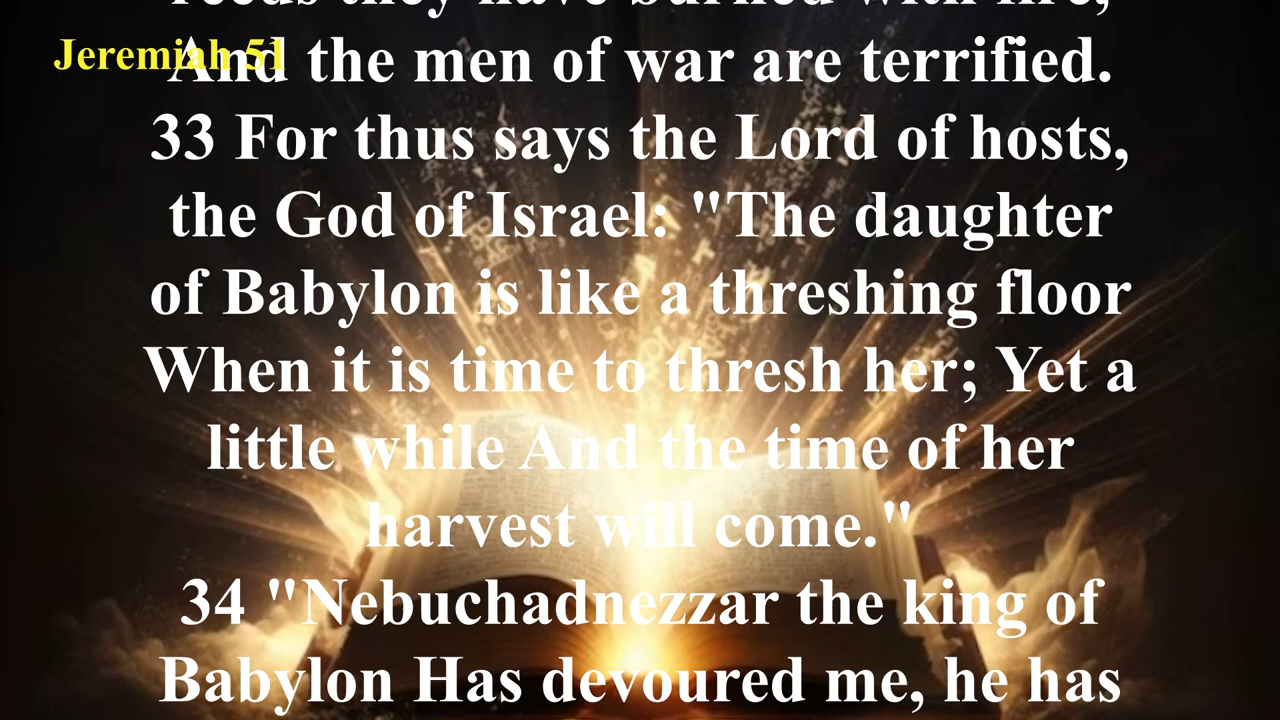 reeds they have burned with fire,
Jeremiah 51
And the men of war are terrified.
33 For thus says the Lord of hosts,
the God of Israel: "The daughter
of Babylon is like a threshing floor
When it is time to thresh her; Yet a
little while And the time of her
harvest will come."
34 "Nebuchadnezzar the king of
Babylon Has devoured me, he has